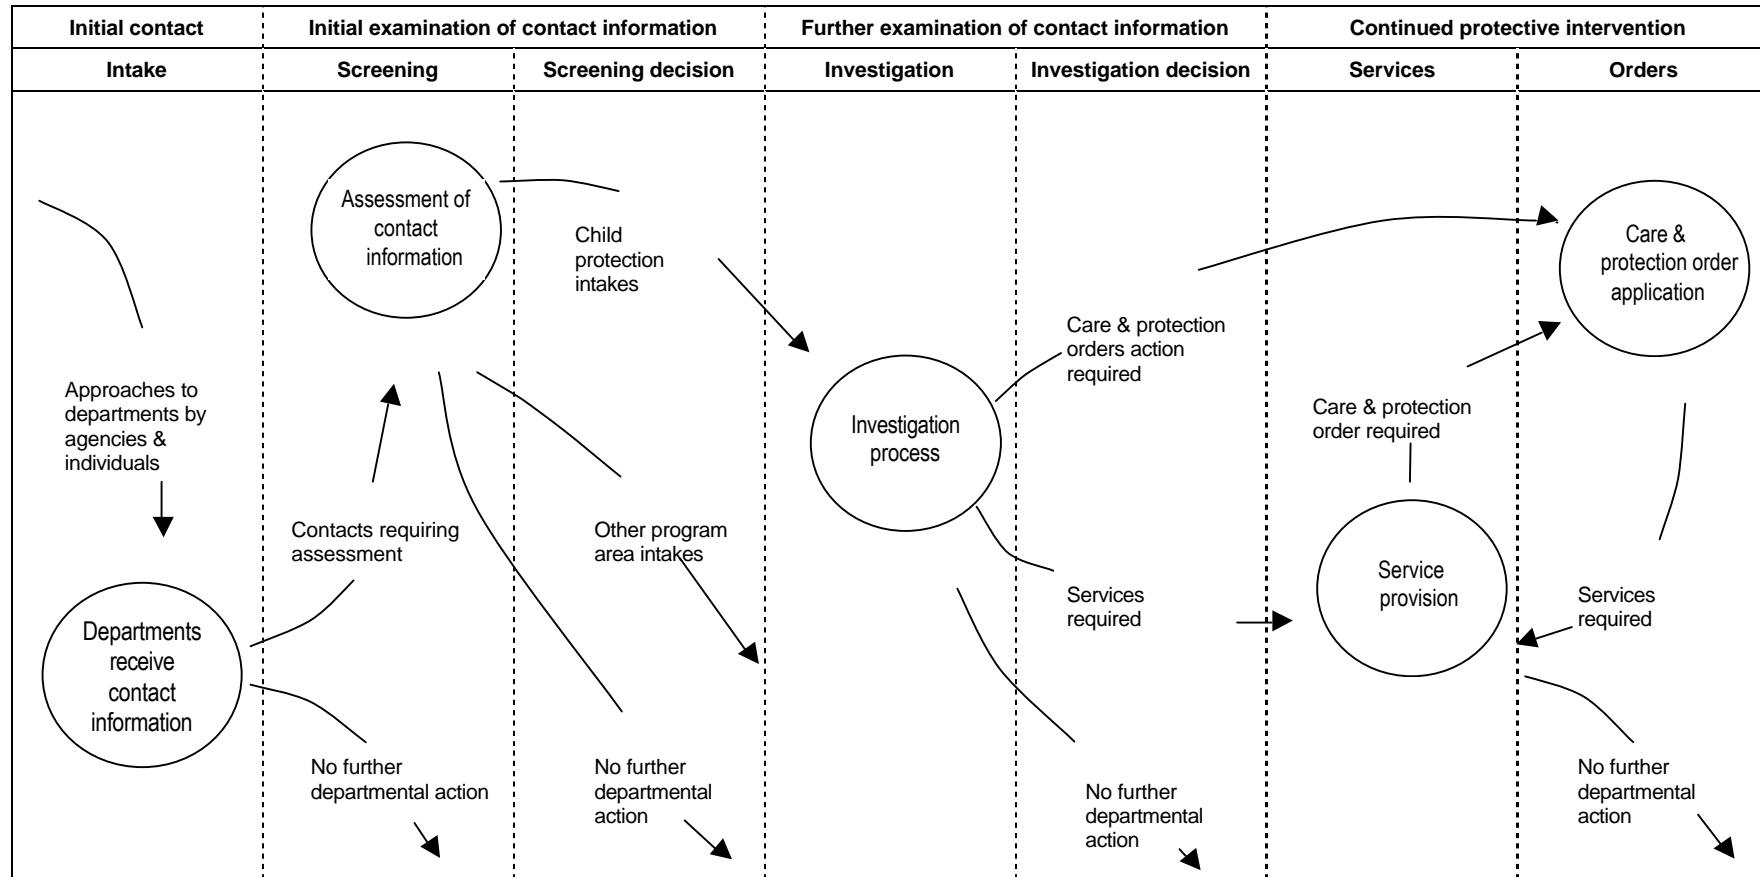 Initial contact
Initial examination of contact information
Further examination of contact information
Continued protective intervention
Intake
Screening
Screening decision
Investigation
Investigation decision
Services
Orders
Approaches to
departments by
agencies &
individuals
Departments
receive
contact
information
Assessment of
contact
information
Contacts requiring
assessment
No further
departmental action
Child
protection
intakes
Other program
area intakes
No further
departmental
action
Investigation
process
Care & protection
orders action
required
Services
required
No further
departmental
action
Care & protection
order required
Service
provision
Care &
protection order
application
Services
required
No further
departmental
action